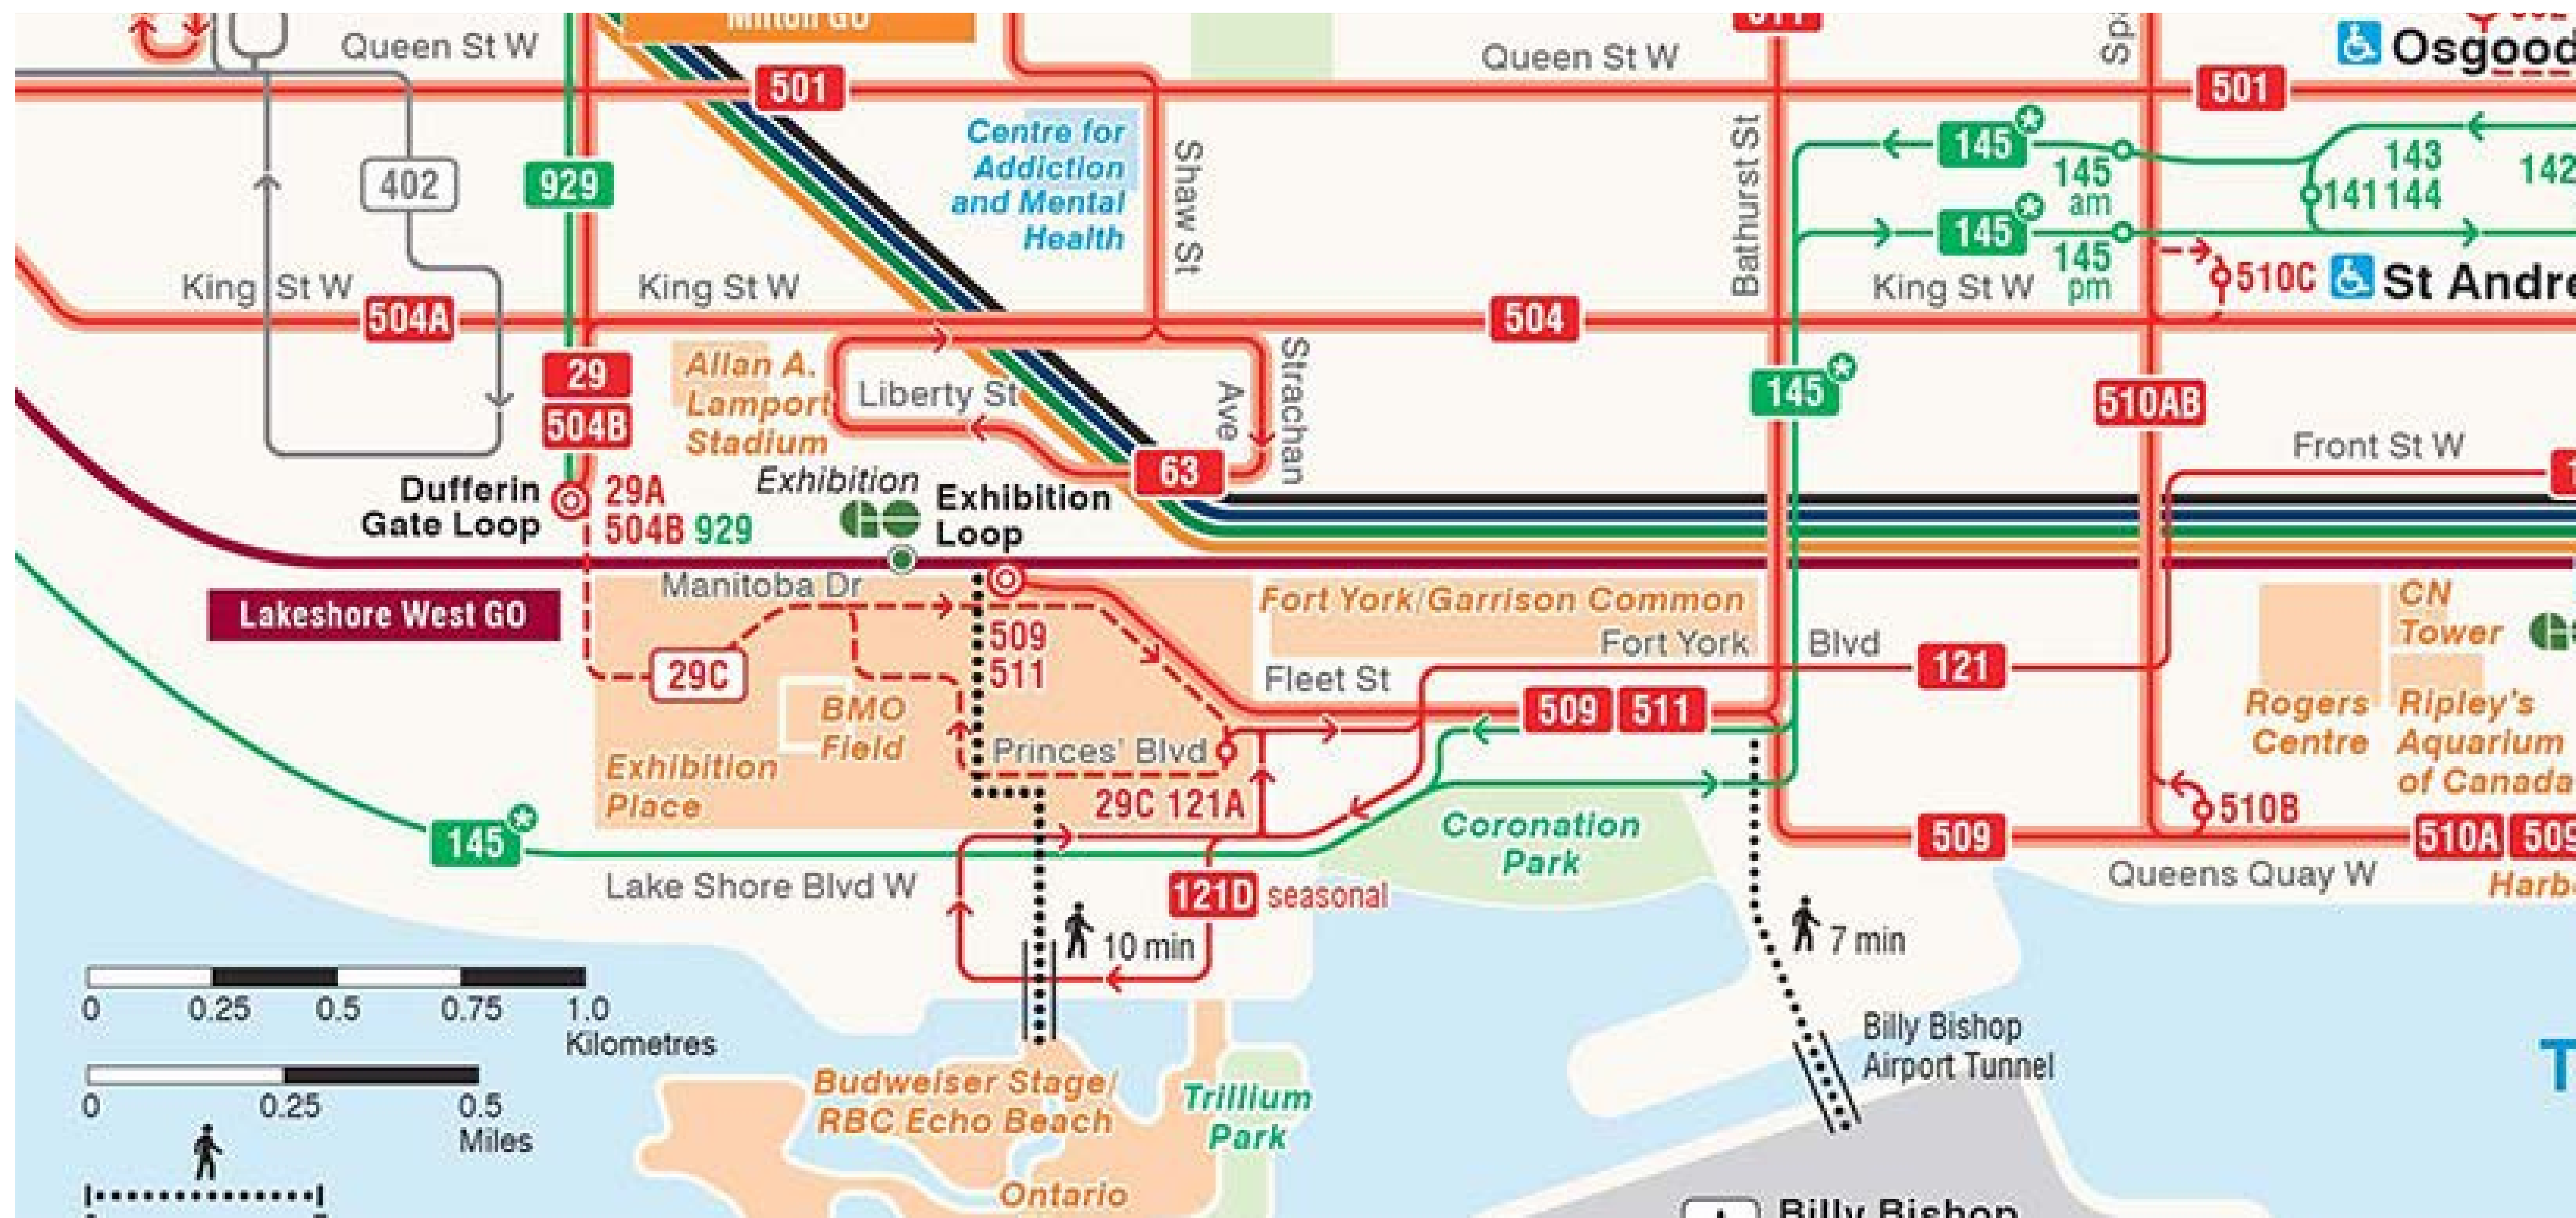 Milton GO
511
Queen St W
Queen St W
Osgood
501
501
Centre for
Addiction
and Mental
Health
Shaw St
Bathurst St
145
145
am
143
141 144
142
402
929
145
145
pm
510C
St Andre
King St W
King St W
King St W
504A
504
29
504B
Allan A.
Lamport
Stadium
Liberty St
Strachan
Ave
145
510AB
Front St W
63
Dufferin
Gate Loop
29A
504B 929
Exhibition
Exhibition
Loop
Manitoba Dr
Lakeshore West GO
Fort York/Garrison Common
Fort York Blvd
CN
Tower
509
511
29C
Fleet St
121
509 511
BMO
Field
Rogers
Centre
Ripley's
Aquarium
of Canada
Princes' Blvd
Exhibition
Place
29C 121A
510B
Coronation
Park
145
509
510A 509
Lake Shore Blvd W
121D seasonal
Queens Quay W
10 min
7 min
0 0.25 0.5 0.75 1.0
Kilometres
0 0.25 0.5
Miles
Billy Bishop
Airport Tunnel
Budweiser Stage/
RBC Echo Beach
Trillium
Park
Ontario
T
Billy Bishop